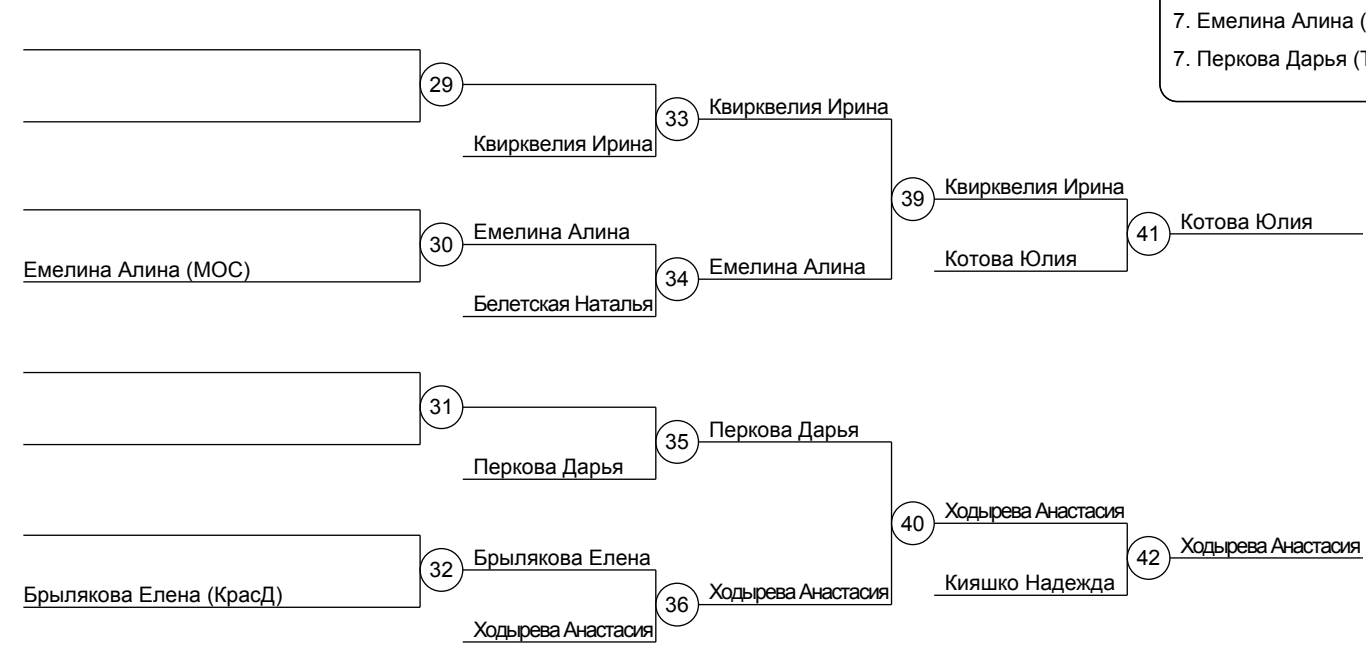 7. Емелина Алина (
7. Перкова Дарья (
29
Квирквелия Ирина
33
Квирквелия Ирина
Емелина Алина (МОС)
30
Емелина Алина
Белетская Наталья
34
Емелина Алина
39
Квирквелия Ирина
Котова Юлия
41
Котова Юлия
31
Перкова Дарья
35
Перкова Дарья
Брылякова Елена (КрасД)
32
Брылякова Елена
Ходырева Анастасия
36
Ходырева Анастасия
40
Ходырева Анастасия
Кияшко Надежда
42
Ходырева Анастасия